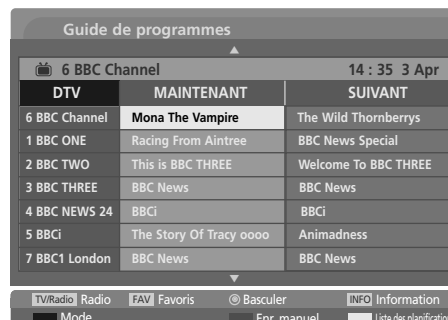 Guide de programmes
6 BBC Channel 14 : 35 3 Apr
DTV MAINTENANT SUIVANT
6 BBC Channel Mona The Vampire The Wild Thornberrys
1 BBC ONE Racing From Aintree BBC News Special
2 BBC TWO This is BBC THREE Welcome To BBC THREE
3 BBC THREE BBC News BBC News
4 BBC NEWS 24 BBCi BBCi
5 BBCi The Story Of Tracy oooo Animadness
7 BBC1 London BBC News BBC News
TV/Radio Radio FAV Favoris Basculer INFO Information
Mode Enr. manuel Liste des planification